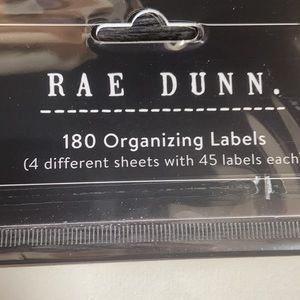 RAE DUNN.
180 Organizing Labels
(4 different sheets with 45 labels each